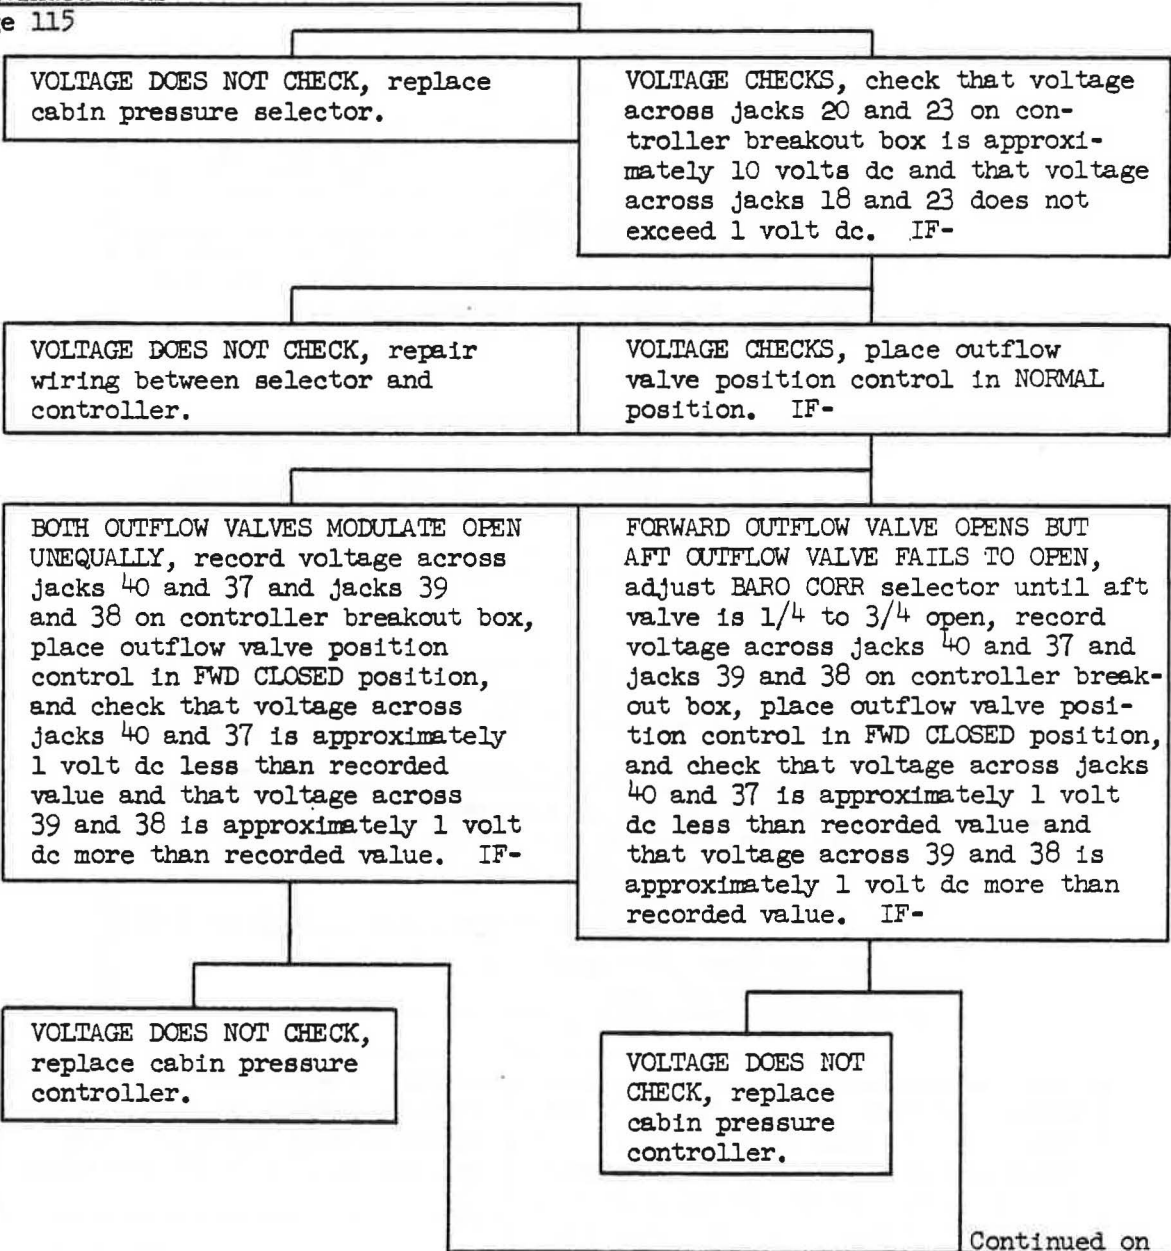 ge 115
VOLTAGE DOES NOT CHECK, replace
cabin pressure selector.
VOLTAGE CHECKS, check that voltage
across jacks 20 and 23 on con-
troller breakout box is approxi-
mately 10 volts dc and that voltage
across jacks 18 and 23 does not
exceed 1 volt dc. IF-
VOLTAGE DOES NOT CHECK, repair
wiring between selector and
controller.
VOLTAGE CHECKS, place outflow
valve position control in NORMAL
position. IF-
BOTH OUTFLOW VALVES MODULATE OPEN
UNEQUALLY, record voltage across
jacks 40 and 37 and jacks 39
and 38 on controller breakout box,
place outflow valve position
control in FWD CLOSED position,
and check that voltage across
jacks 40 and 37 is approximately
1 volt dc less than recorded
value and that voltage across
39 and 38 is approximately 1 volt
dc more than recorded value. IF-
FORWARD OUTFLOW VALVE OPENS BUT
AFT OUTFLOW VALVE FAILS TO OPEN,
adjust BARO CORR selector until aft
valve is 1/4 to 3/4 open, record
voltage across jacks 40 and 37 and
jacks 39 and 38 on controller break-
out box, place outflow valve posi-
tion control in FWD CLOSED position,
and check that voltage across jacks
40 and 37 is approximately 1 volt
dc less than recorded value and
that voltage across 39 and 38 is
approximately 1 volt dc more than
recorded value. IF-
VOLTAGE DOES NOT CHECK,
replace cabin pressure
controller.
VOLTAGE DOES NOT
CHECK, replace
cabin pressure
controller.
Continued on